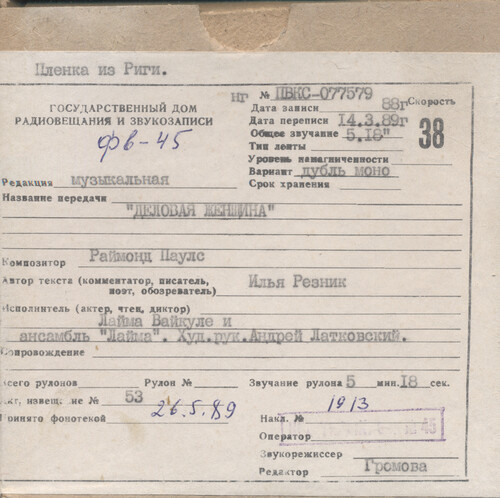 Пленка из Риги.
нг № ПВКС-077579
ГОСУДАРСТВЕННЫЙ ДОМ
РАДИОВЕЩАНИЯ И ЗВУКОЗАПИСИ
фв-45
Дата записи 88г
Дата переписи 14.3.89г
Общее звучание 5.18"
Тип ленты
Уровень намагниченности
Вариант дубль моно
Срок хранения
Скорость
38
Редакция музыкальная
Название передачи
"ДЕЛОВАЯ ЖЕНЩИНА"
Композитор Раймонд Паулс
Автор текста (комментатор, писатель,
поэт, обозреватель) Илья Резник
Исполнитель (актер, чтец, диктор)
Лайма Вайкуле и
ансамбль "Лайма". Худ.рук.Андрей Латковский.
Сопровождение
Всего рулонов Рулон № Звучание рулона 5 мин. 18 сек.
кт. извещение № 53
Принято фонотекой 26.5.89
1913
Накл. №
45
Оператор
Звукорежиссер
Редактор Громова